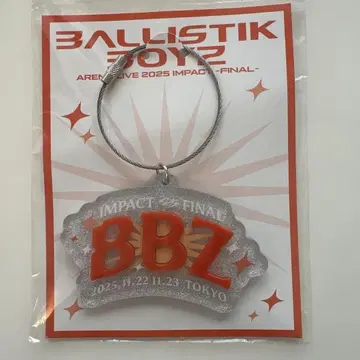 BALLISTIK
BOYZ
ARENA LIVE 2025 IMPACT -FINAL-
IMPACT FINAL
BBZ
2025.11.22 11.23 TOKYO